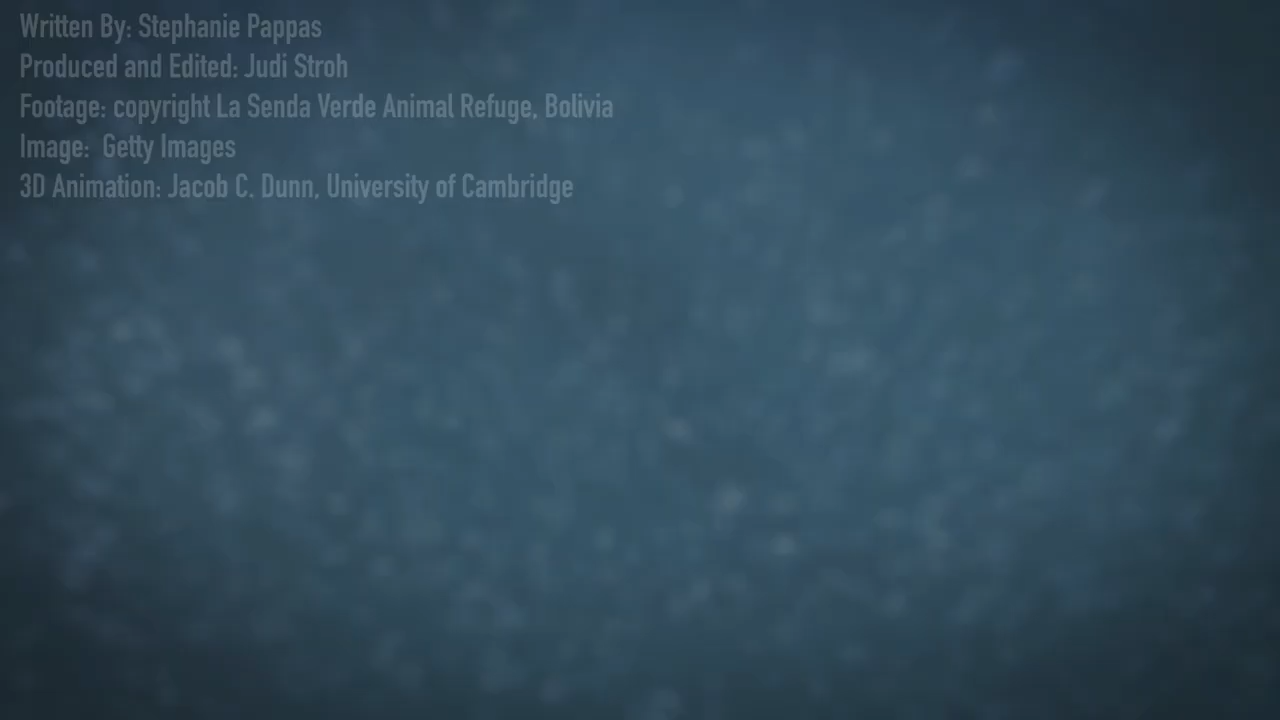 Written By: Stephanie Pappas
Produced and Edited: Judi Stroh
Footage: copyright La Senda Verde Animal Refuge, Bolivia
Image:  Getty Images
3D Animation: Jacob C. Dunn, University of Cambridge